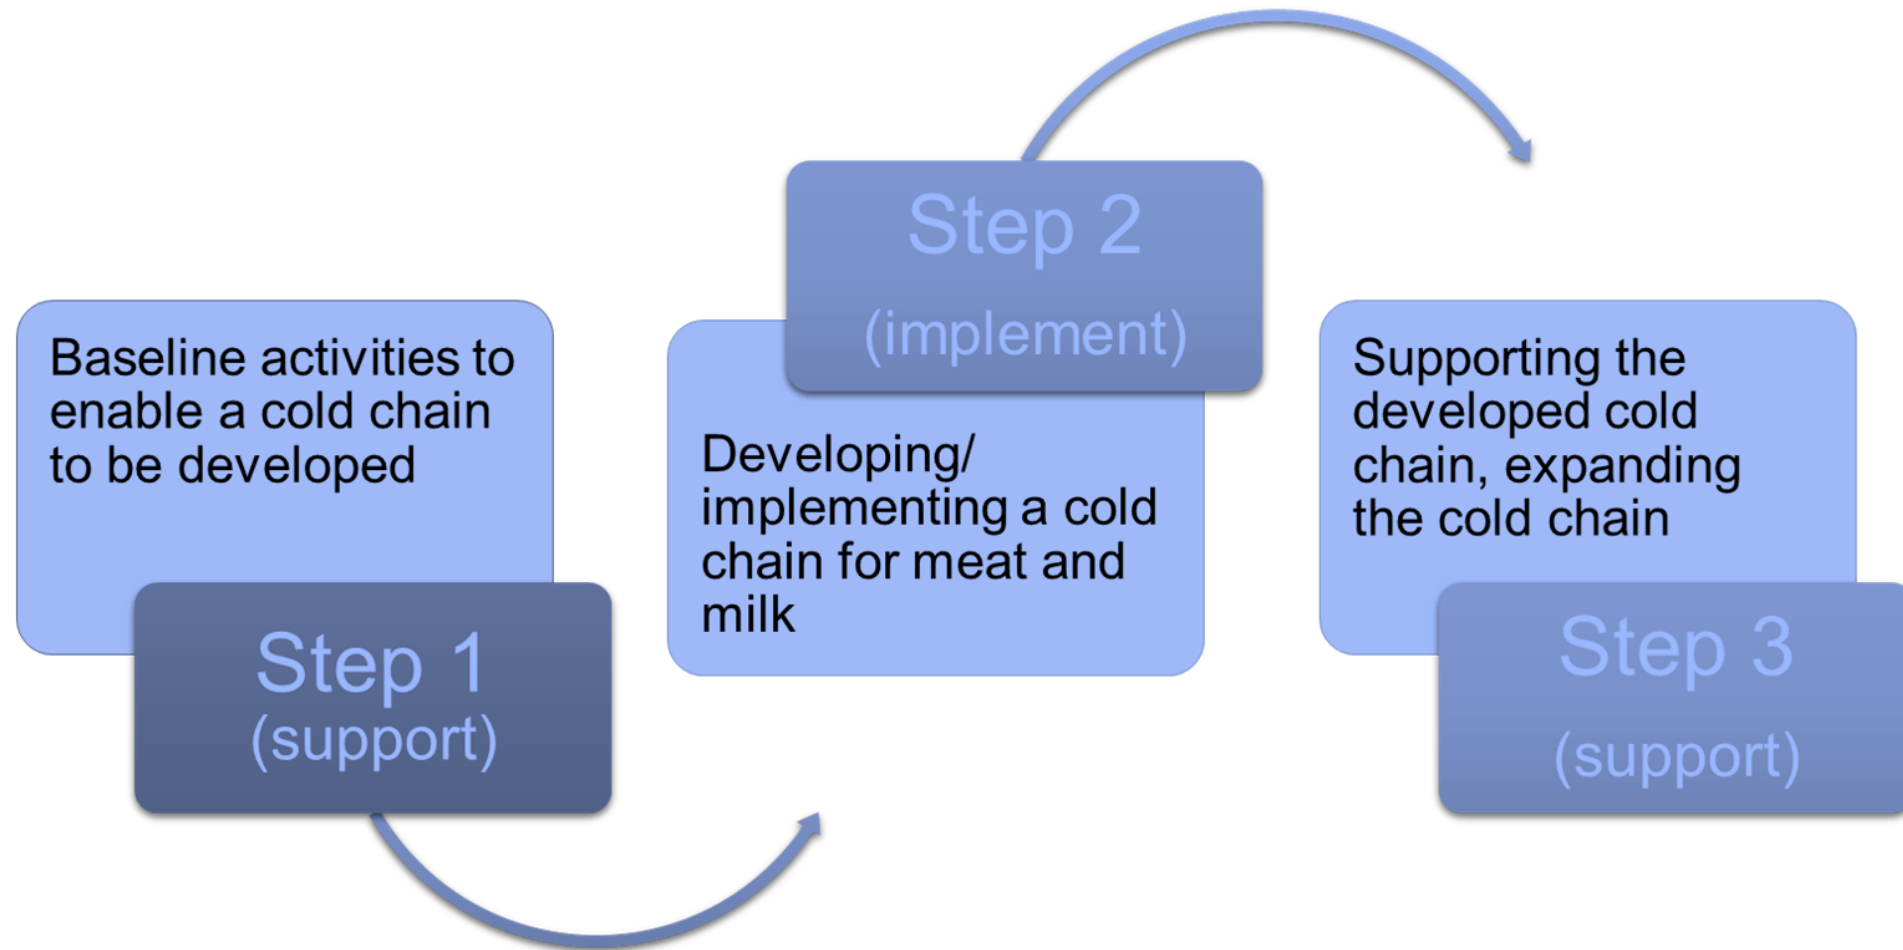 Baseline activities to
enable a cold chain
to be developed
Step 1
(support)
Step 2
(implement)
Developing/
implementing a cold
chain for meat and
milk
Supporting the
developed cold
chain, expanding
the cold chain
Step 3
(support)